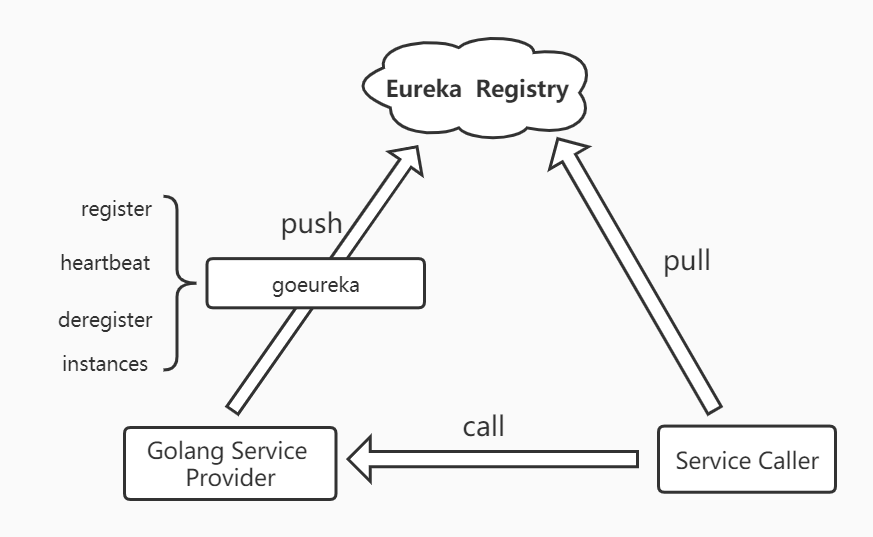 Eureka Registry
register
push
heartbeat
pull
goeureka
deregister
instances
call
Golang Service
Provider
Service Caller